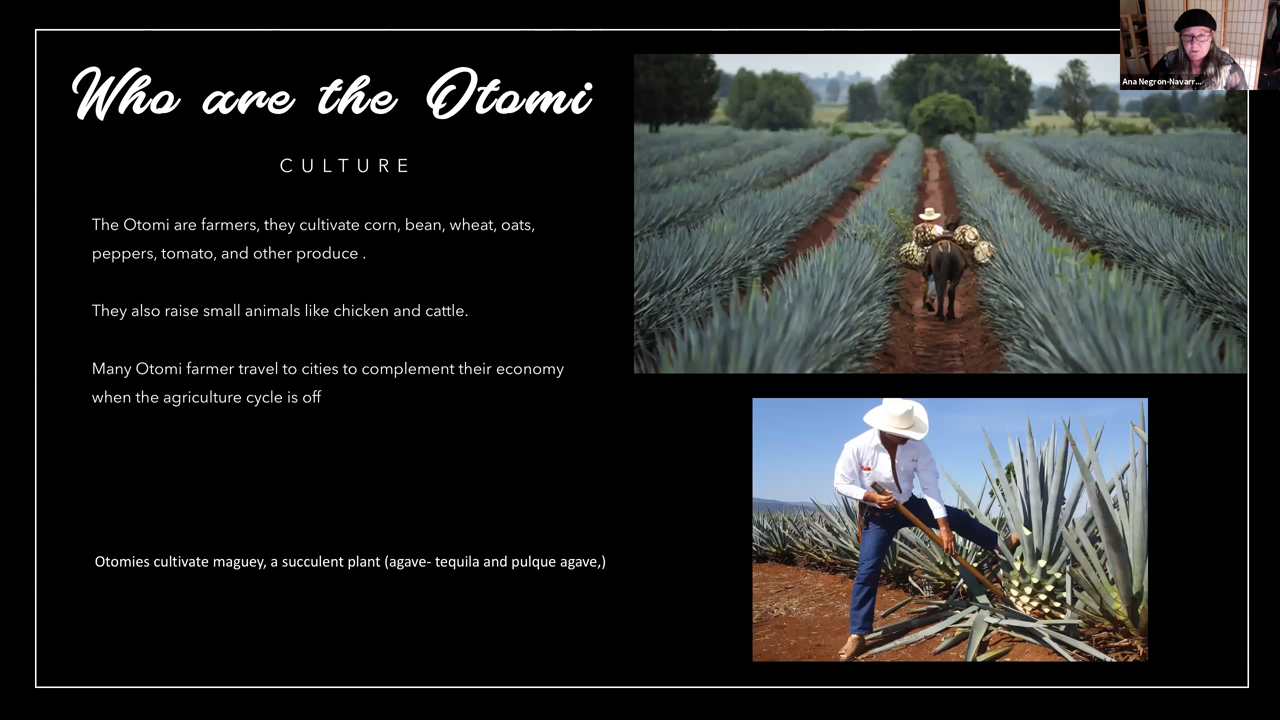 Who are the Otomi
CULTURE
The Otomi are farmers, they cultivate corn, bean, wheat, oats,
peppers, tomato, and other produce .
They also raise small animals like chicken and cattle.
Many Otomi farmer travel to cities to complement their economy
when the agriculture cycle is off
Otomies cultivate maguey, a succulent plant (agave- tequila and pulque agave,)
Ana Negron-Navarr...